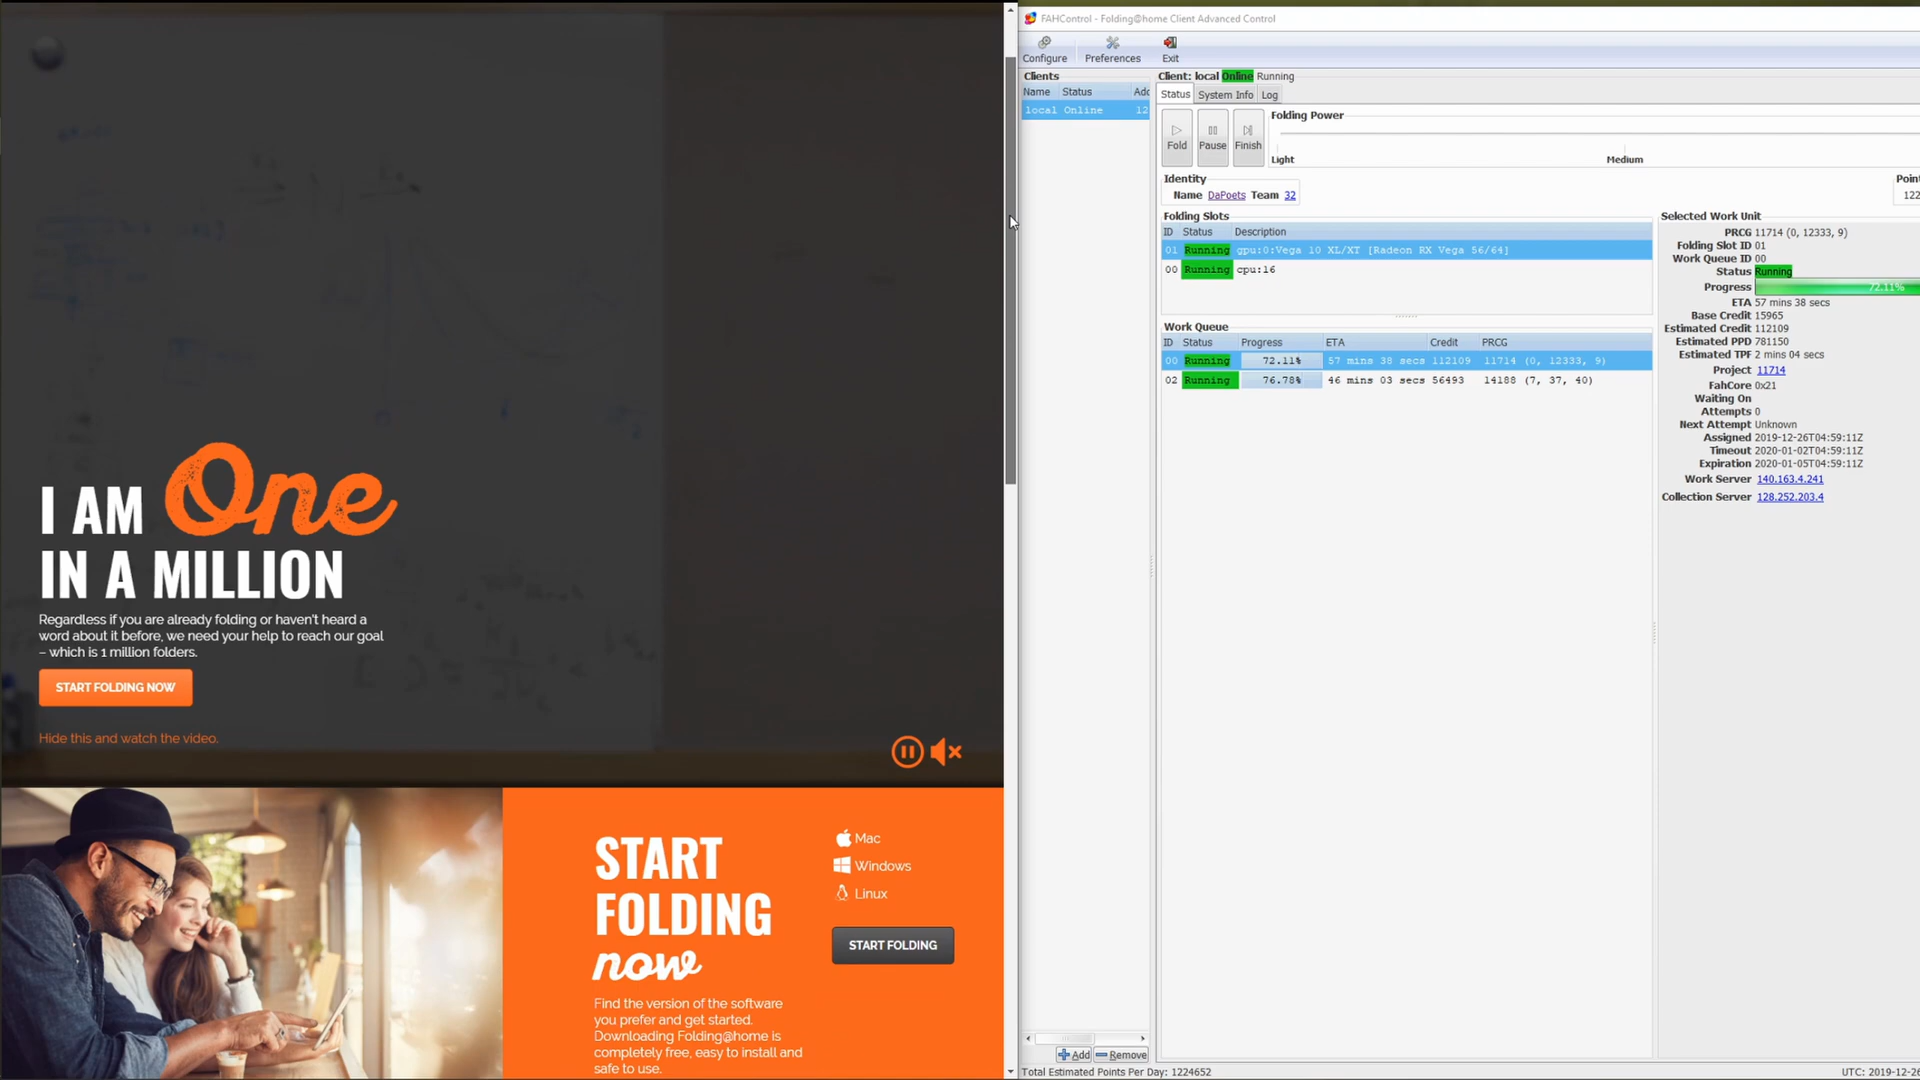 I AM One
IN A MILLION
Regardless if you are already folding or haven't heard a
word about it before, we need your help to reach our goal
– which is 1 million folders.
START FOLDING NOW
Hide this and watch the video.
START
FOLDING
now
Find the version of the software
you prefer and get started.
Downloading Folding@home is
completely free, easy to install and
safe to use.
Mac
Windows
Linux
START FOLDING
FAHControl - Folding@home Client Advanced Control
Configure Preferences Exit
Clients
Name Status Adc
local Online 12
Add Remove
Client: local Online Running
Status System Info Log
Fold Pause Finish
Folding Power
Light Medium
Identity
Name DaPoets Team 32
Point
122
Folding Slots
ID Status Description
01 Running gpu:0:Vega 10 XL/XT [Radeon RX Vega 56/64]
00 Running cpu:16
Work Queue
ID Status Progress ETA Credit PRCG
00 Running 72.11% 57 mins 38 secs 112109 11714 (0, 12333, 9)
02 Running 76.78% 46 mins 03 secs 56493 14188 (7, 37, 40)
Selected Work Unit
PRCG 11714 (0, 12333, 9)
Folding Slot ID 01
Work Queue ID 00
Status Running
Progress 72.11%
ETA 57 mins 38 secs
Base Credit 15965
Estimated Credit 112109
Estimated PPD 781150
Estimated TPF 2 mins 04 secs
Project 11714
FahCore 0x21
Waiting On
Attempts 0
Next Attempt Unknown
Assigned 2019-12-26T04:59:11Z
Timeout 2020-01-02T04:59:11Z
Expiration 2020-01-05T04:59:11Z
Work Server 140.163.4.241
Collection Server 128.252.203.4
Total Estimated Points Per Day: 1224652
UTC: 2019-12-26